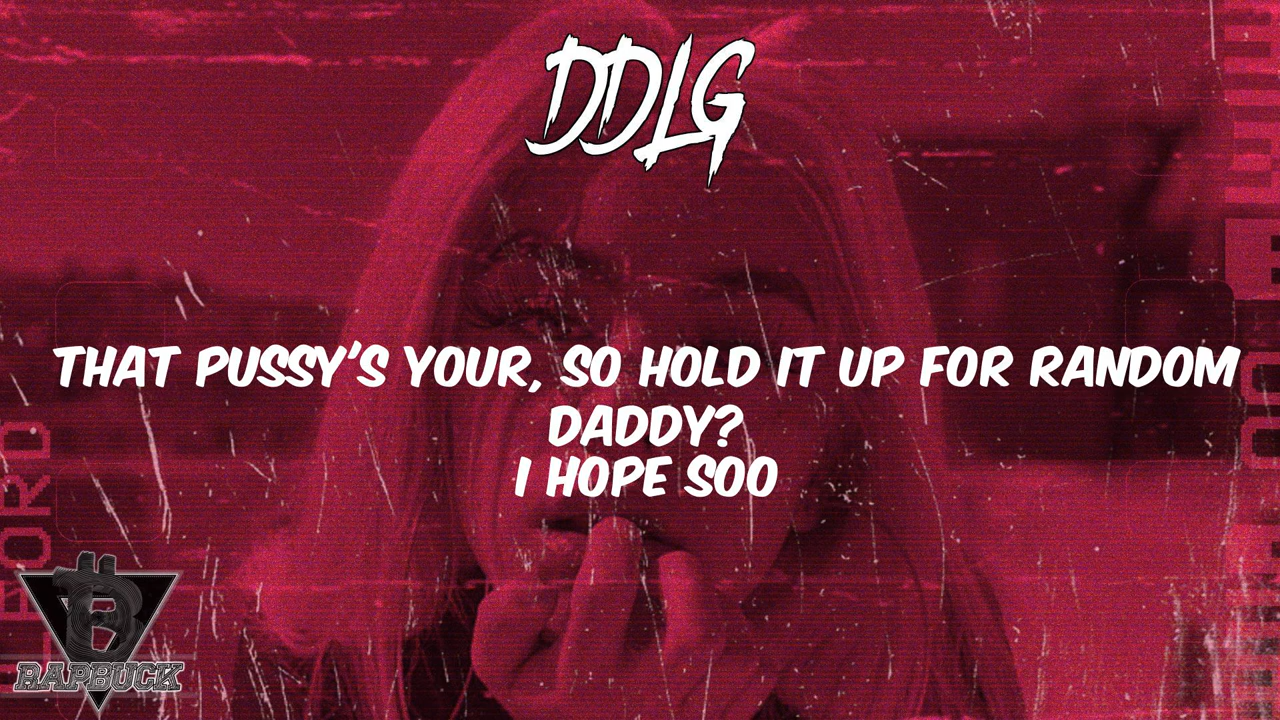 DDLG
THAT PUSSY'S YOUR, SO HOLD IT UP FOR RANDOM
DADDY?
I HOPE SOO
B
RAPBUCK